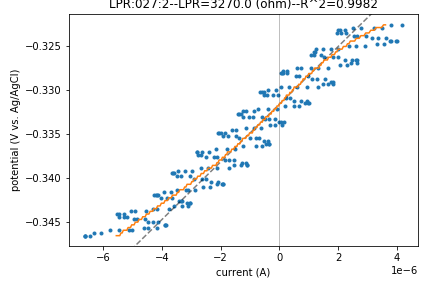 LPR:027:2--LPR=3270.0 (ohm)--R^2=0.9982
potential (V vs. Ag/AgCl)
−0.325
−0.330
−0.335
−0.340
−0.345
−6
−4
−2
0
2
4
1e−6
current (A)